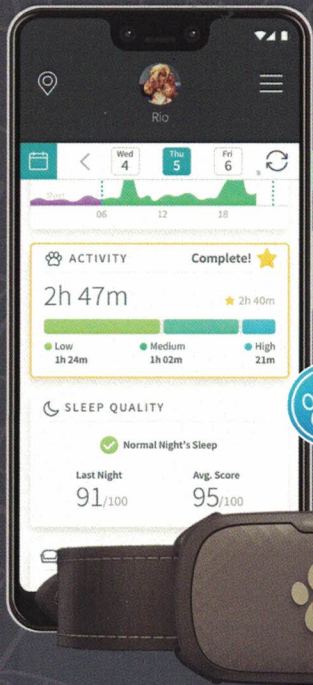 Rio
Wed Thu Fri
4 5 6
06 12 18
ACTIVITY Complete!
2h 47m 2h 40m
Low Medium High
1h 24m 1h 02m 21m
SLEEP QUALITY
Normal Night's Sleep
Last Night Avg. Score
91/100 95/100